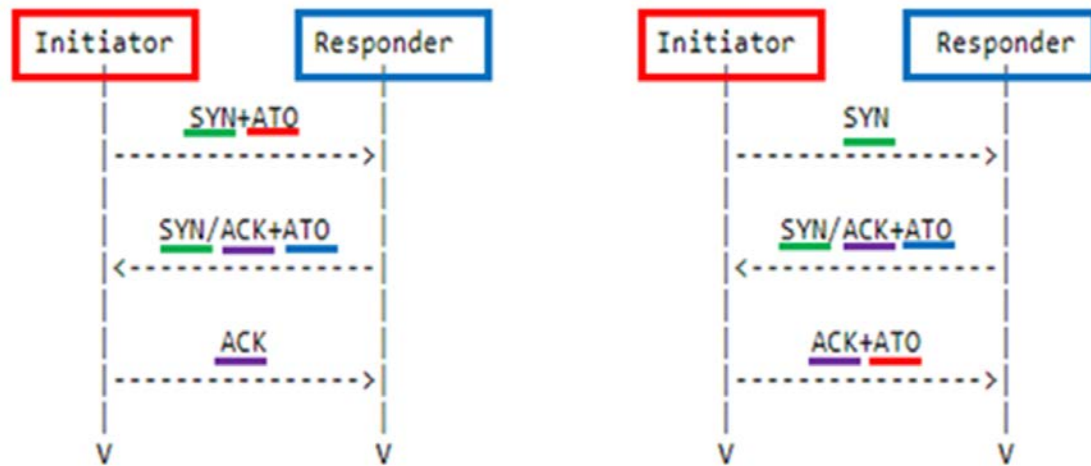 Initiator Responder
SYN+ATO
SYN/ACK+ATO
ACK
V V
Initiator Responder
SYN
SYN/ACK+ATO
ACK+ATO
V V